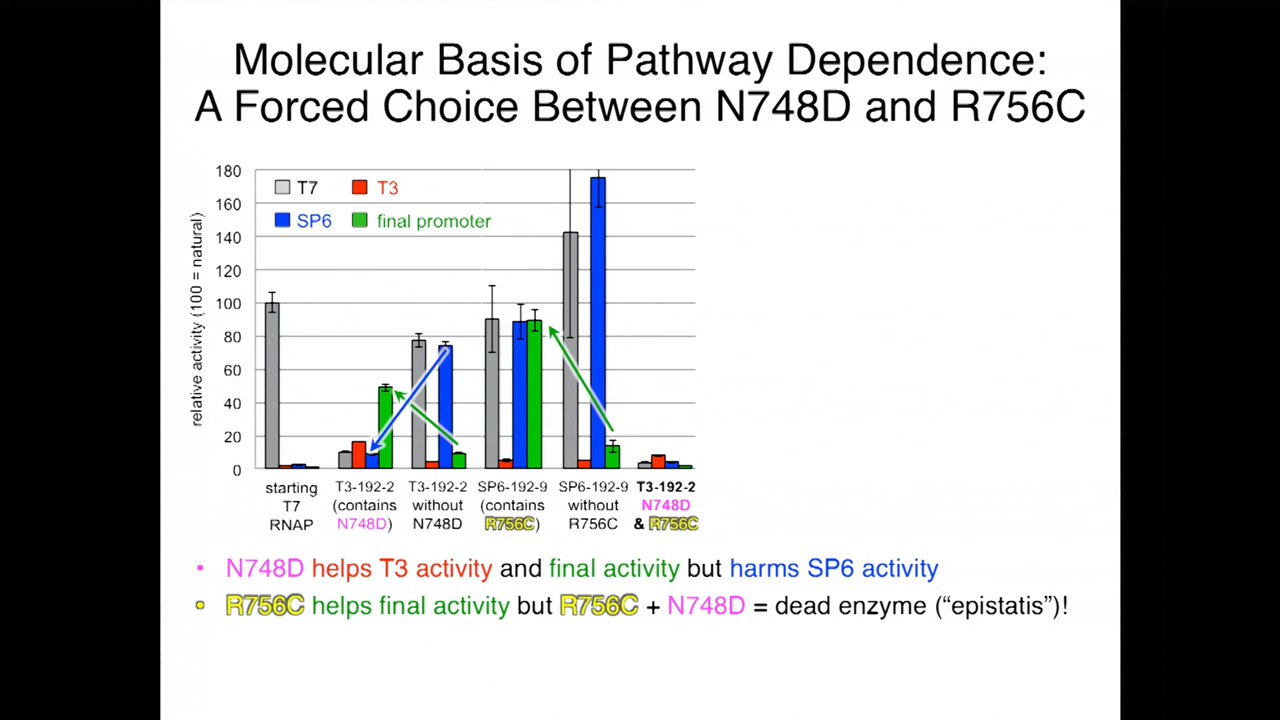 Molecular Basis of Pathway Dependence:
A Forced Choice Between N748D and R756C
180
160
140
120
100
80
60
40
20
0
relative activity (100 = natural)
T7
T3
SP6
final promoter
starting
T7
RNAP
T3-192-2
(contains
N748D)
T3-192-2
without
N748D
SP6-192-9
(contains
R756C)
SP6-192-9
without
R756C
T3-192-2
N748D
& R756C
• N748D helps T3 activity and final activity but harms SP6 activity
• R756C helps final activity but R756C + N748D = dead enzyme (“epistatis”)!